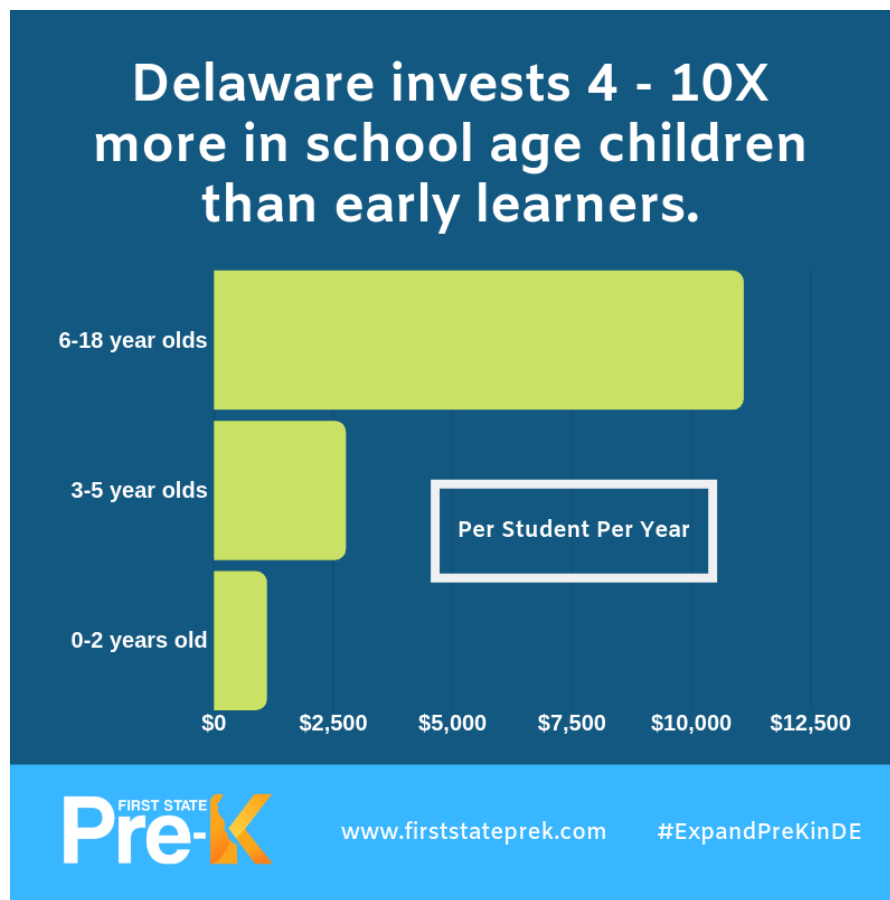 Delaware invests 4 - 10X
more in school age children
than early learners.
6-18 year olds
3-5 year olds
Per Student Per Year
0-2 years old
$0 $2,500 $5,000 $7,500 $10,000 $12,500
FIRST STATE
Pre-K
www.firststateprek.com #ExpandPreKinDE